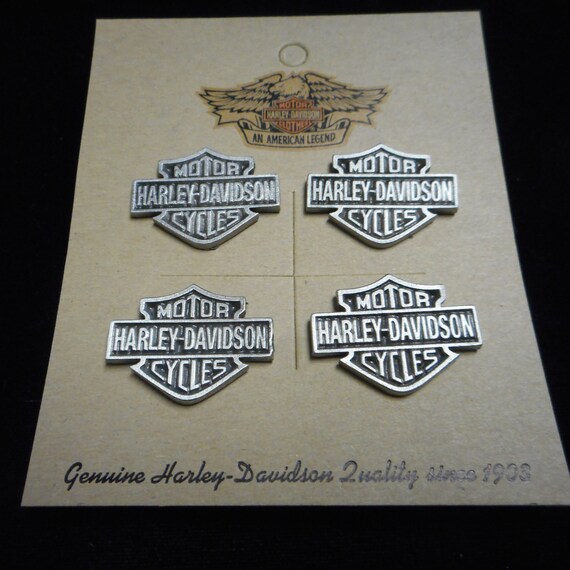 MOTOR
HARLEY-DAVIDSON
CLOTHES
AN AMERICAN LEGEND
MOTOR
HARLEY-DAVIDSON
CYCLES
MOTOR
HARLEY-DAVIDSON
CYCLES
MOTOR
HARLEY-DAVIDSON
CYCLES
MOTOR
HARLEY-DAVIDSON
CYCLES
Genuine Harley-Davidson Quality since 1903